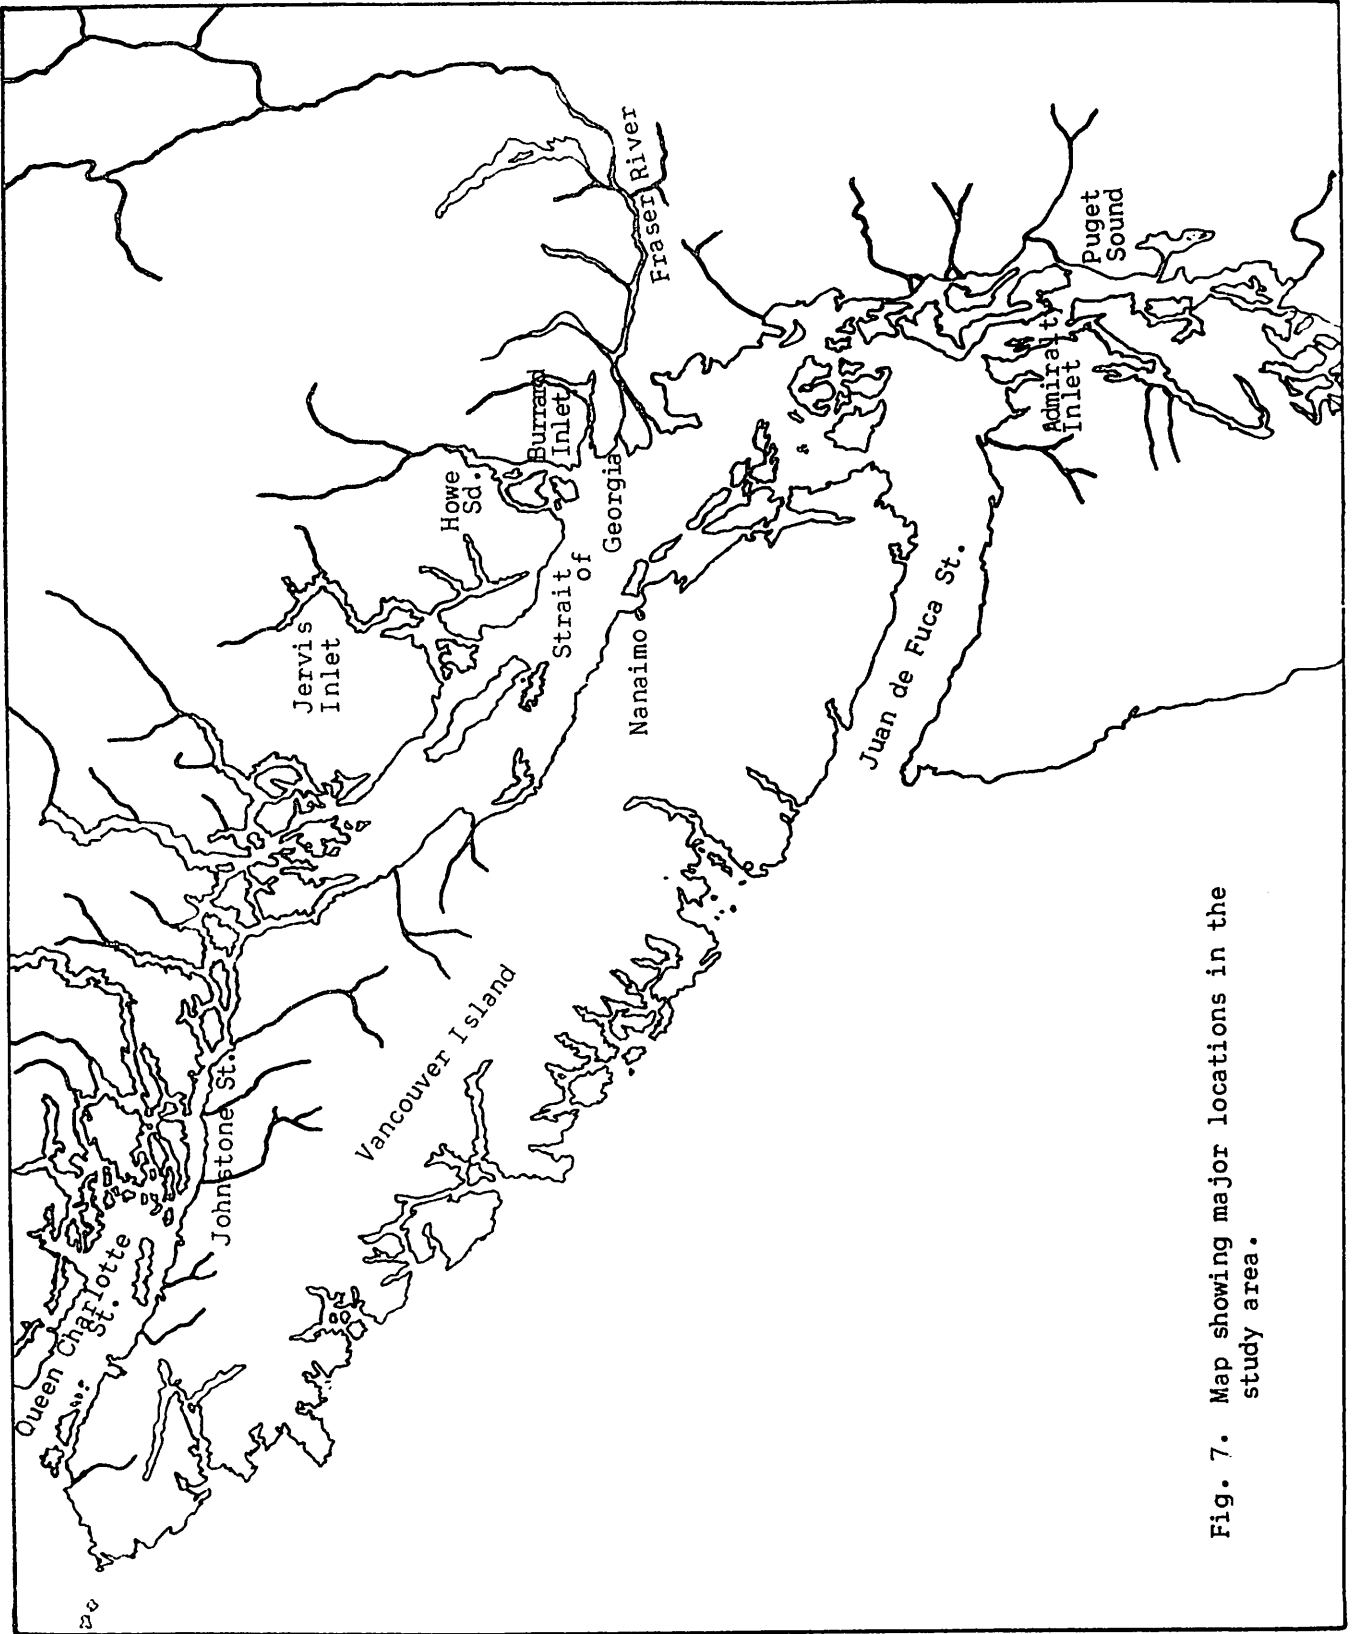 Queen Charlotte
St.
Johnstone St.
Vancouver Island
Jervis
Inlet
Howe
Sd.
Burrard
Inlet
Strait
of
Georgia
Fraser River
Nanaimo
Juan de Fuca St.
Admiralty
Inlet
Puget
Sound
Fig. 7. Map showing major locations in the
study area.